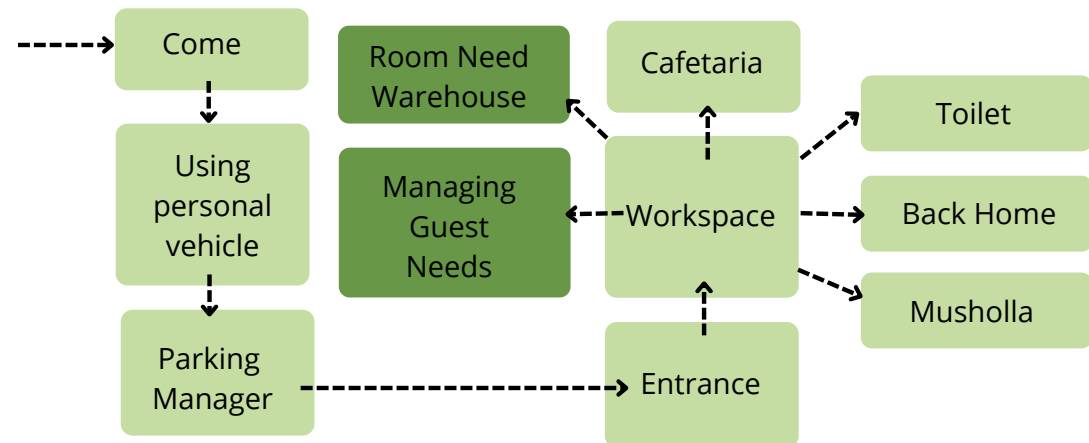 Come
Using
personal
vehicle
Parking
Manager
Room Need
Warehouse
Managing
Guest
Needs
Cafetaria
Workspace
Entrance
Toilet
Back Home
Musholla